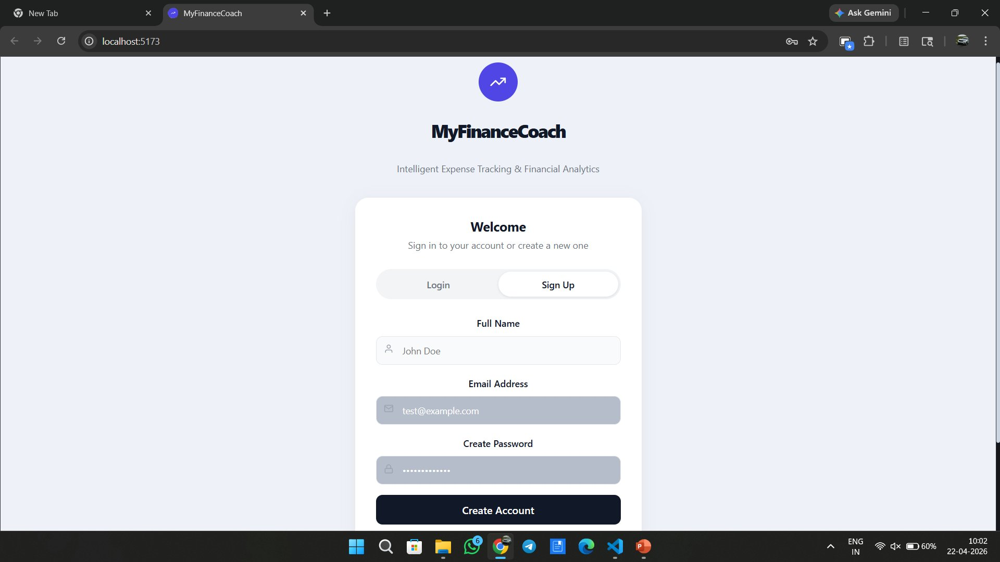 New Tab
MyFinanceCoach
Ask Gemini
localhost:5173
MyFinanceCoach
Intelligent Expense Tracking & Financial Analytics
Welcome
Sign in to your account or create a new one
Login
Sign Up
Full Name
John Doe
Email Address
test@example.com
Create Password
•••••••••••••
Create Account
6
P
ENG
IN
60%
10:02
22-04-2026